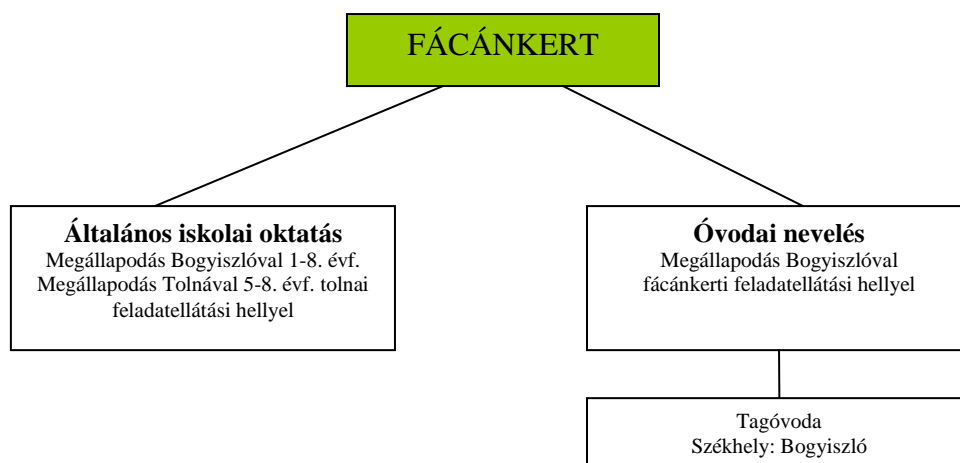 FÁCÁNKERT
Általános iskolai oktatás
Megállapodás Bogyiszlóval 1-8. évf.
Megállapodás Tolnával 5-8. évf. tolnai
feladatellátási hellyel
Óvodai nevelés
Megállapodás Bogyiszlóval
fácánkerti feladatellátási hellyel
Tagóvoda
Székhely: Bogyiszló